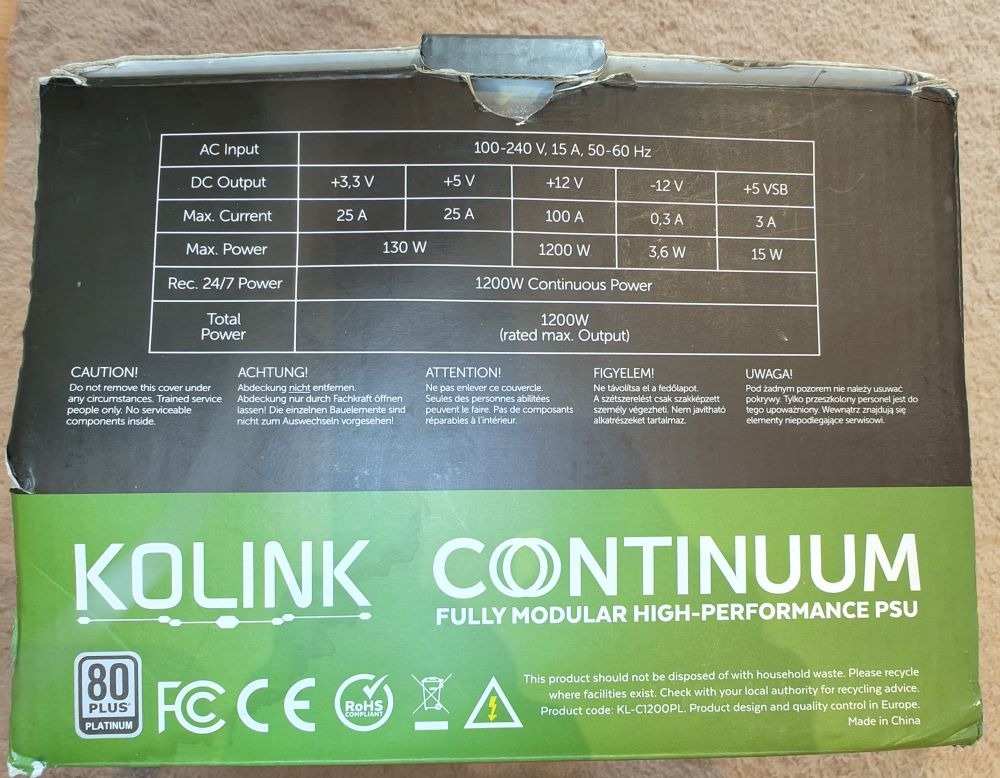 AC Input 100-240 V, 15 A, 50-60 Hz
DC Output +3,3 V +5 V +12 V -12 V +5 VSB
Max. Current 25 A 25 A 100 A 0,3 A 3 A
Max. Power 130 W 1200 W 3,6 W 15 W
Rec. 24/7 Power 1200W Continuous Power
Total Power 1200W
(rated max. Output)
CAUTION!
Do not remove this cover under
any circumstances. Trained service
people only. No serviceable
components inside.
ACHTUNG!
Abdeckung nicht entfernen.
Abdeckung nur durch Fachkraft öffnen
lassen! Die einzelnen Bauelemente sind
nicht zum Auswechseln vorgesehen!
ATTENTION!
Ne pas enlever ce couvercie.
Seules des personnes abilitées
peuvent le faire. Pas de composants
réparables à l'intérieur.
FIGYELEM!
Ne távolítsa el a fedőlapot.
A szétszerelést csak szakképzett
személy végezheti. Nem javítható
alkatrészeket tartalmaz.
UWAGA!
Pod żadnym pozorem nie należy usuwać
pokrywy. Tylko przeszkolony personel jest do
tego upoważniony. Wewnątrz znajdują się
elementy niepodlegające serwisowi.
KOLINK
CONTINUUM
FULLY MODULAR HIGH-PERFORMANCE PSU
80
PLUS
PLATINUM
FC CE
RoHS
COMPLIANT
This product should not be disposed of with household waste. Please recycle
where facilities exist. Check with your local authority for recycling advice.
Product code: KL-C1200PL. Product design and quality control in Europe.
Made in China